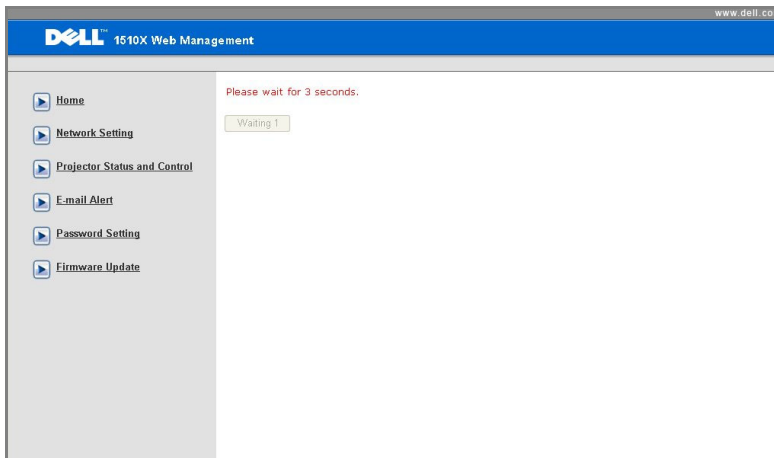 www.dell.co
DELL™ 1510X Web Management
Home
Network Setting
Projector Status and Control
E-mail Alert
Password Setting
Firmware Update
Please wait for 3 seconds.
Waiting 1